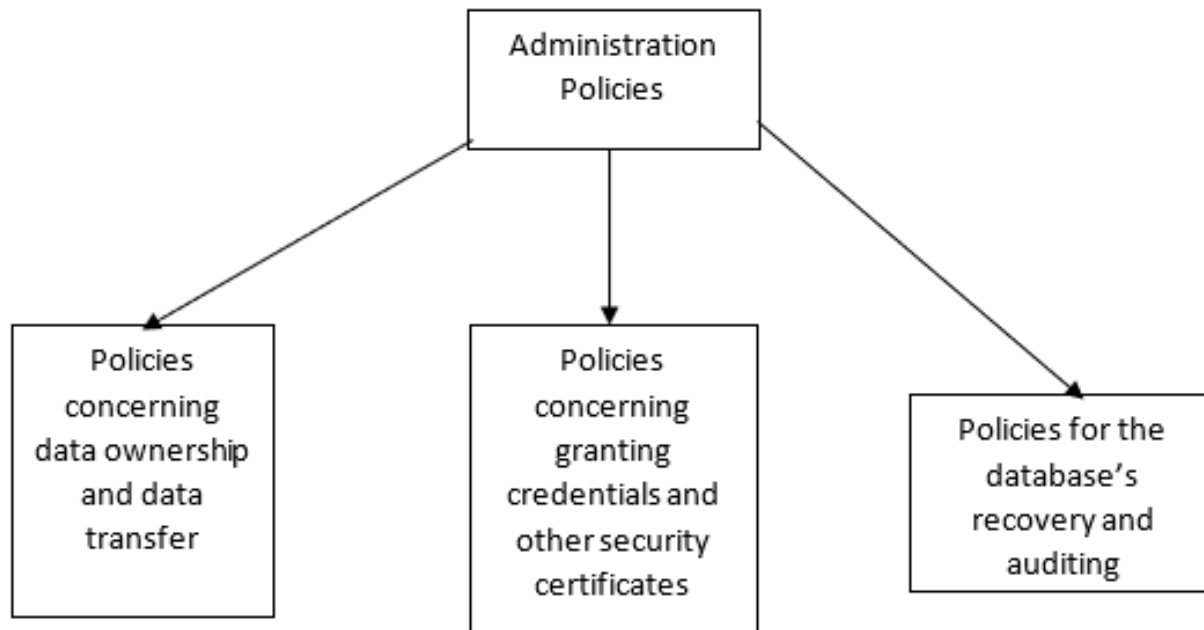 Administration
Policies
Policies
concerning
data ownership
and data
transfer
Policies
concerning
granting
credentials and
other security
certificates
Policies for the
database’s
recovery and
auditing